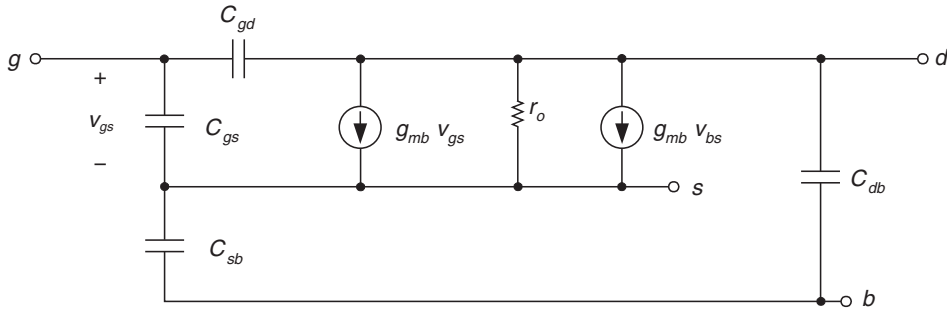 C_gd
g
d
+
v_gs
−
C_gs
g_mb v_gs
r_o
g_mb v_bs
C_db
s
C_sb
b